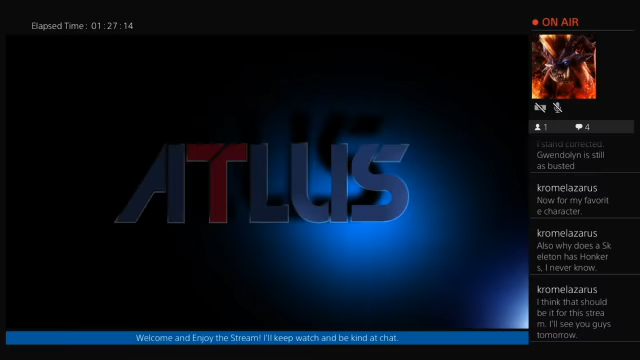 Elapsed Time : 01:27:14
ON AIR
ATLUS
1
4
I stand corrected.
Gwendolyn is still
as busted
kromelazarus
Now for my favorit
e character.
kromelazarus
Also why does a Sk
eleton has Honker
s, I never know.
kromelazarus
I think that should
be it for this strea
m. I'll see you guys
tomorrow.
Welcome and Enjoy the Stream! I'll keep watch and be kind at chat.